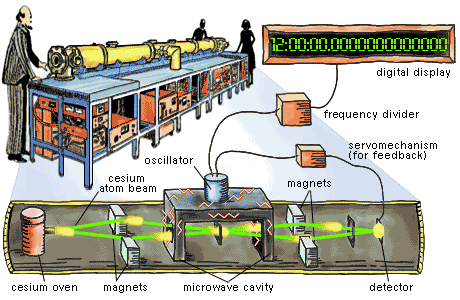 12:00:00.000000000000000
digital display
frequency divider
servomechanism
(for feedback)
oscillator
cesium
atom beam
magnets
cesium oven
magnets
microwave cavity
detector